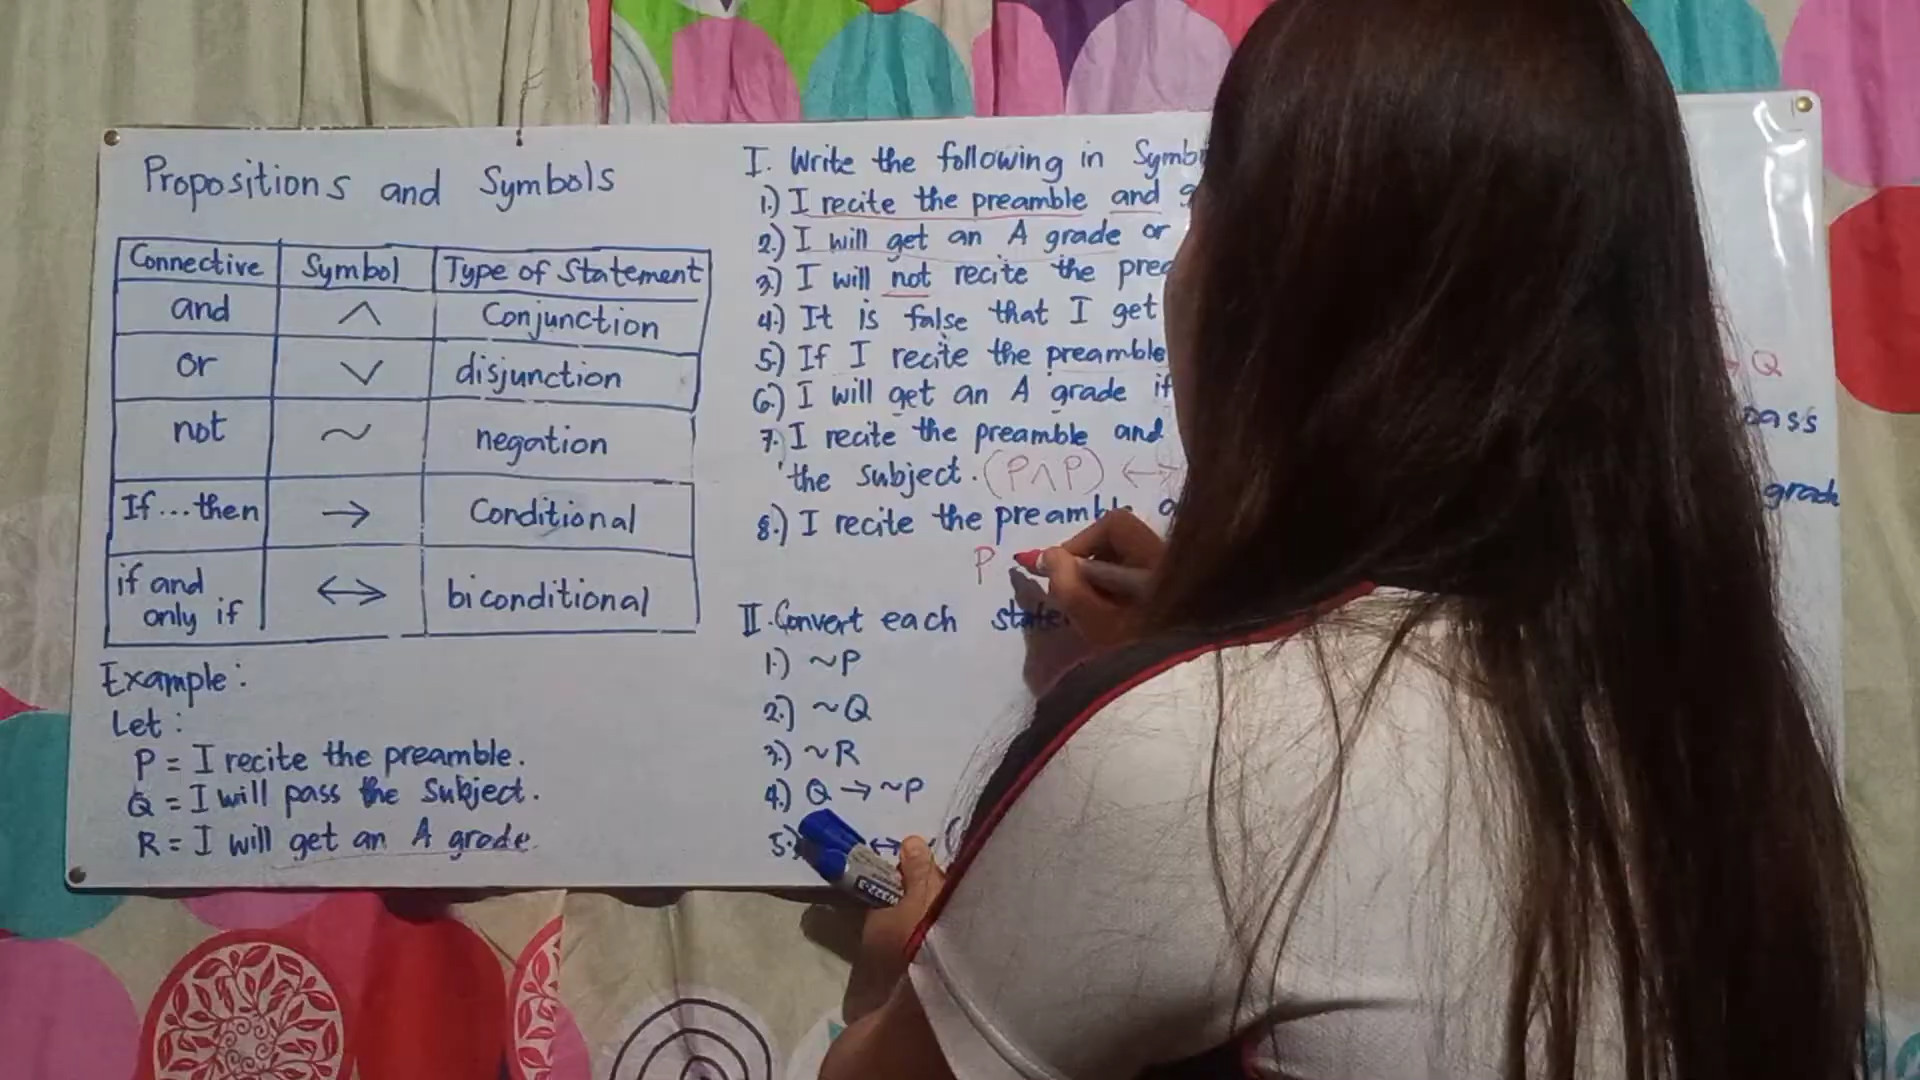 Propositions and Symbols
Connective Symbol Type of Statement
and ∧ Conjunction
or ∨ disjunction
not ~ negation
If...then → Conditional
if and only if ↔ biconditional
Example:
Let:
P = I recite the preamble.
Q = I will pass the subject.
R = I will get an A grade.
I. Write the following in
1.) I recite the preamble and
2.) I will get an A grade or
3.) I will not recite the
4.) It is false that I get
5.) If I recite the preamble
→ Q
6.) I will get an A grade if
pass
7.) I recite the preamble and
the subject. (P∧P) ↔
grade
8.) I recite the preamble
P
II. Convert each
1.) ~P
2.) ~Q
3.) ~R
4.) Q → ~P
5.) ↔